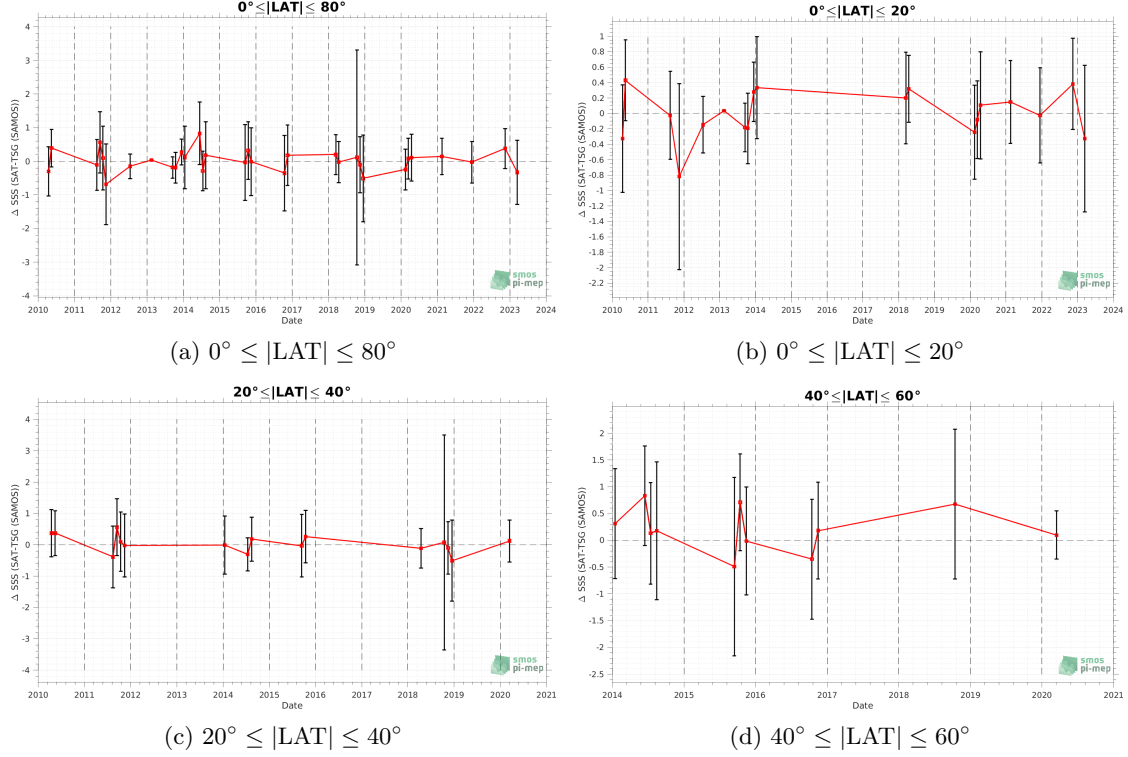 0°≤|LAT|≤ 80°
4
3
2
1
0
-1
-2
-3
-4
Δ SSS (SAT-TSG (SAMOS))
2010 2011 2012 2013 2014 2015 2016 2017 2018 2019 2020 2021 2022 2023 2024
Date
smos
pi-mep
(a) 0° ≤ |LAT| ≤ 80°
0°≤|LAT|≤ 20°
1
0.8
0.6
0.4
0.2
0
-0.2
-0.4
-0.6
-0.8
-1
-1.2
-1.4
-1.6
-1.8
-2
-2.2
Δ SSS (SAT-TSG (SAMOS))
2010 2011 2012 2013 2014 2015 2016 2017 2018 2019 2020 2021 2022 2023 2024
Date
smos
pi-mep
(b) 0° ≤ |LAT| ≤ 20°
20°≤|LAT|≤ 40°
4
3
2
1
0
-1
-2
-3
-4
Δ SSS (SAT-TSG (SAMOS))
2010 2011 2012 2013 2014 2015 2016 2017 2018 2019 2020 2021
Date
smos
pi-mep
(c) 20° ≤ |LAT| ≤ 40°
40°≤|LAT|≤ 60°
2
1.5
1
0.5
0
-0.5
-1
-1.5
-2
-2.5
Δ SSS (SAT-TSG (SAMOS))
2014 2015 2016 2017 2018 2019 2020 2021
Date
smos
pi-mep
(d) 40° ≤ |LAT| ≤ 60°